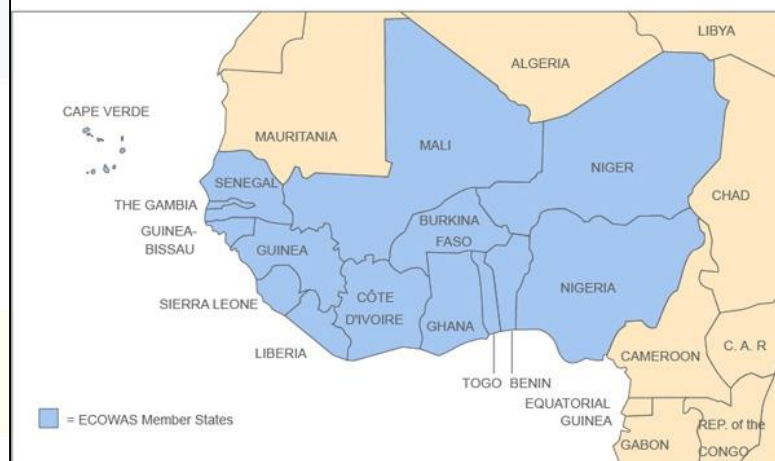 LIBYA
ALGERIA
CAPE VERDE
MAURITANIA
MALI
NIGER
SENEGAL
CHAD
THE GAMBIA
GUINEA-
BISSAU
BURKINA
FASO
GUINEA
NIGERIA
SIERRA LEONE
CÔTE
D'IVOIRE
GHANA
LIBERIA
CAMEROON
C. A. R
TOGO
BENIN
EQUATORIAL
GUINEA
= ECOWAS Member States
REP. of the
CONGO
GABON